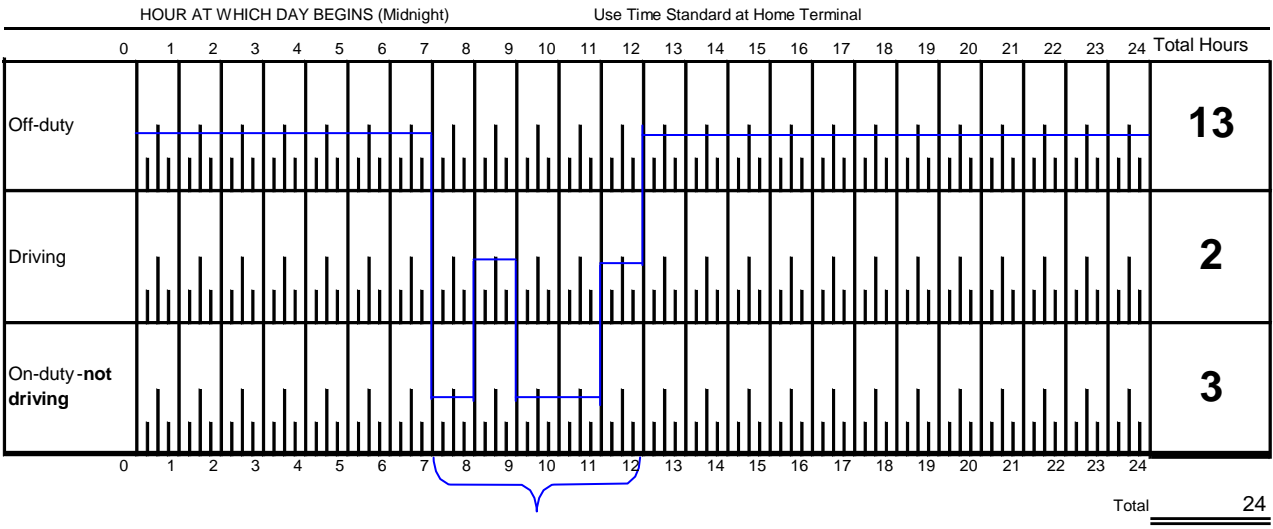 HOUR AT WHICH DAY BEGINS (Midnight) Use Time Standard at Home Terminal
0 1 2 3 4 5 6 7 8 9 10 11 12 13 14 15 16 17 18 19 20 21 22 23 24 Total Hours
Off-duty 13
Driving 2
On-duty-not
driving 3
0 1 2 3 4 5 6 7 8 9 10 11 12 13 14 15 16 17 18 19 20 21 22 23 24
Total 24